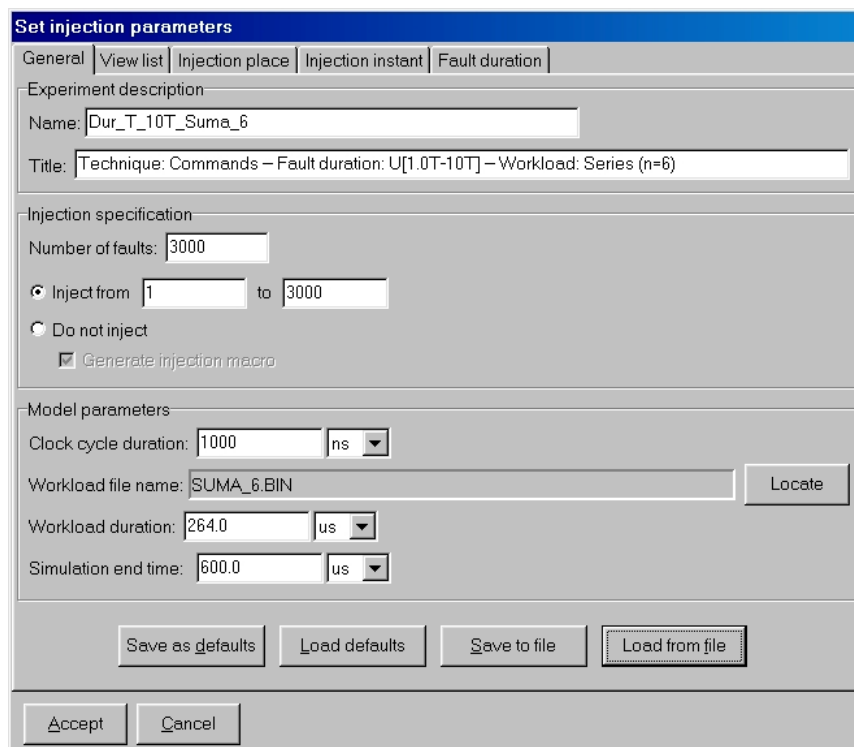 Set injection parameters
General View list Injection place Injection instant Fault duration
Experiment description
Name: Dur_T_10T_Suma_6
Title: Technique: Commands – Fault duration: U[1.0T-10T] – Workload: Series (n=6)
Injection specification
Number of faults: 3000
Inject from 1 to 3000
Do not inject
Generate injection macro
Model parameters
Clock cycle duration: 1000 ns
Workload file name: SUMA_6.BIN Locate
Workload duration: 264.0 us
Simulation end time: 600.0 us
Save as defaults Load defaults Save to file Load from file
Accept Cancel